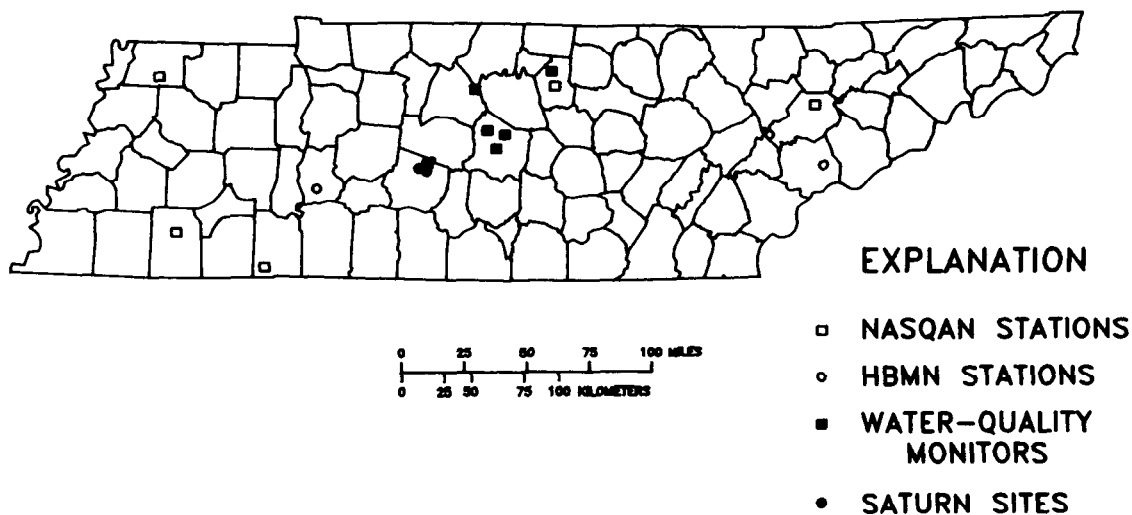 EXPLANATION
NASQAN STATIONS
HBMN STATIONS
WATER-QUALITY
MONITORS
SATURN SITES
0 25 50 75 100 MILES
0 25 50 75 100 KILOMETERS